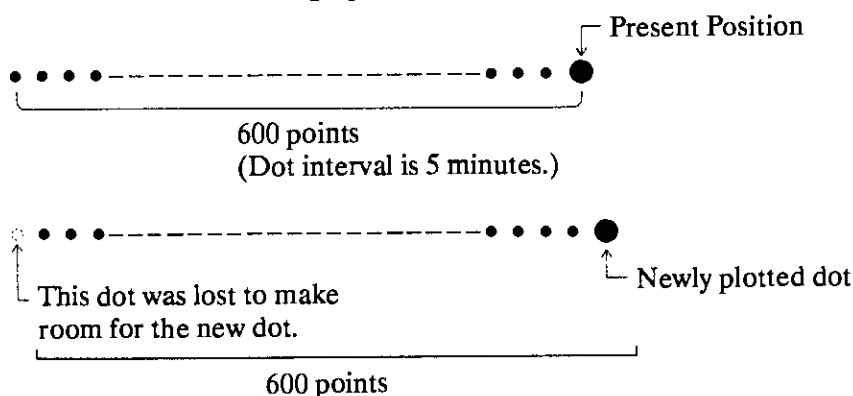 Present Position
600 points
(Dot interval is 5 minutes.)
Newly plotted dot
This dot was lost to make
room for the new dot.
600 points